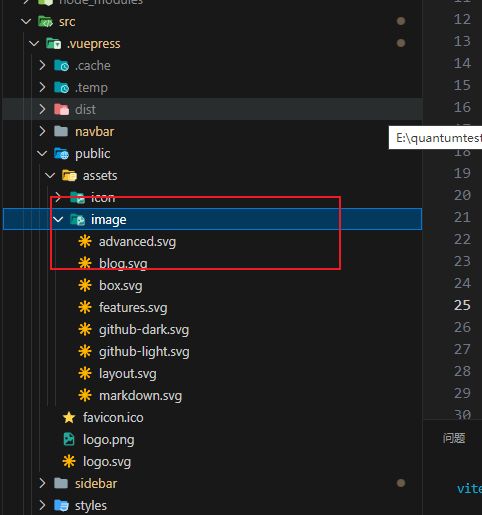 node_modules
src
.vuepress
.cache
.temp
dist
navbar
public
assets
icon
image
advanced.svg
blog.svg
box.svg
features.svg
github-dark.svg
github-light.svg
layout.svg
markdown.svg
favicon.ico
logo.png
logo.svg
sidebar
styles
12
13
14
15
16
E:\quantumtest
18
19
20
21
22
23
24
25
26
27
28
29
30
问题
vite